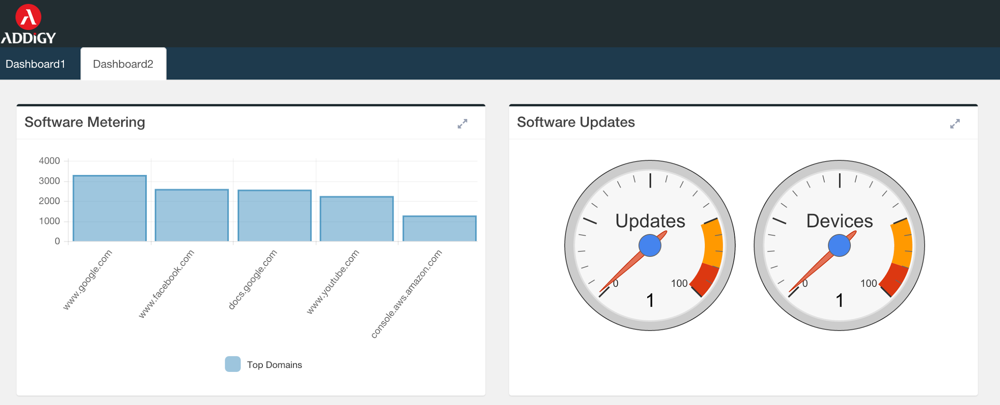 ADDiGY
Dashboard1
Dashboard2
Software Metering
4000
3000
2000
1000
0
www.google.com
www.facebook.com
docs.google.com
www.youtube.com
console.aws.amazon.com
Top Domains
Software Updates
Updates
0
100
1
Devices
0
100
1